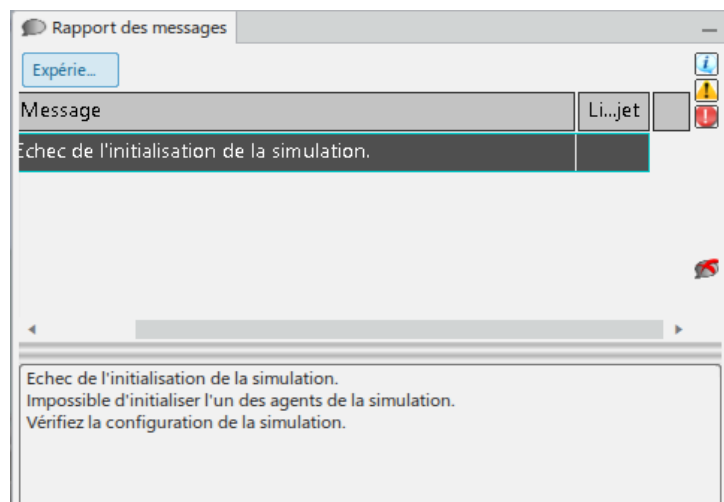 Rapport des messages
Expérie...
Message Li...jet
Echec de l'initialisation de la simulation.
Echec de l'initialisation de la simulation.
Impossible d'initialiser l'un des agents de la simulation.
Vérifiez la configuration de la simulation.